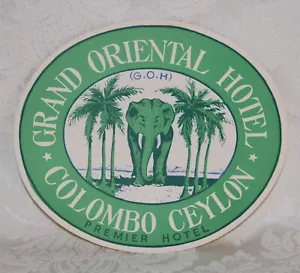 ★ GRAND ORIENTAL HOTEL ★
(G.O.H)
COLOMBO CEYLON
PREMIER HOTEL